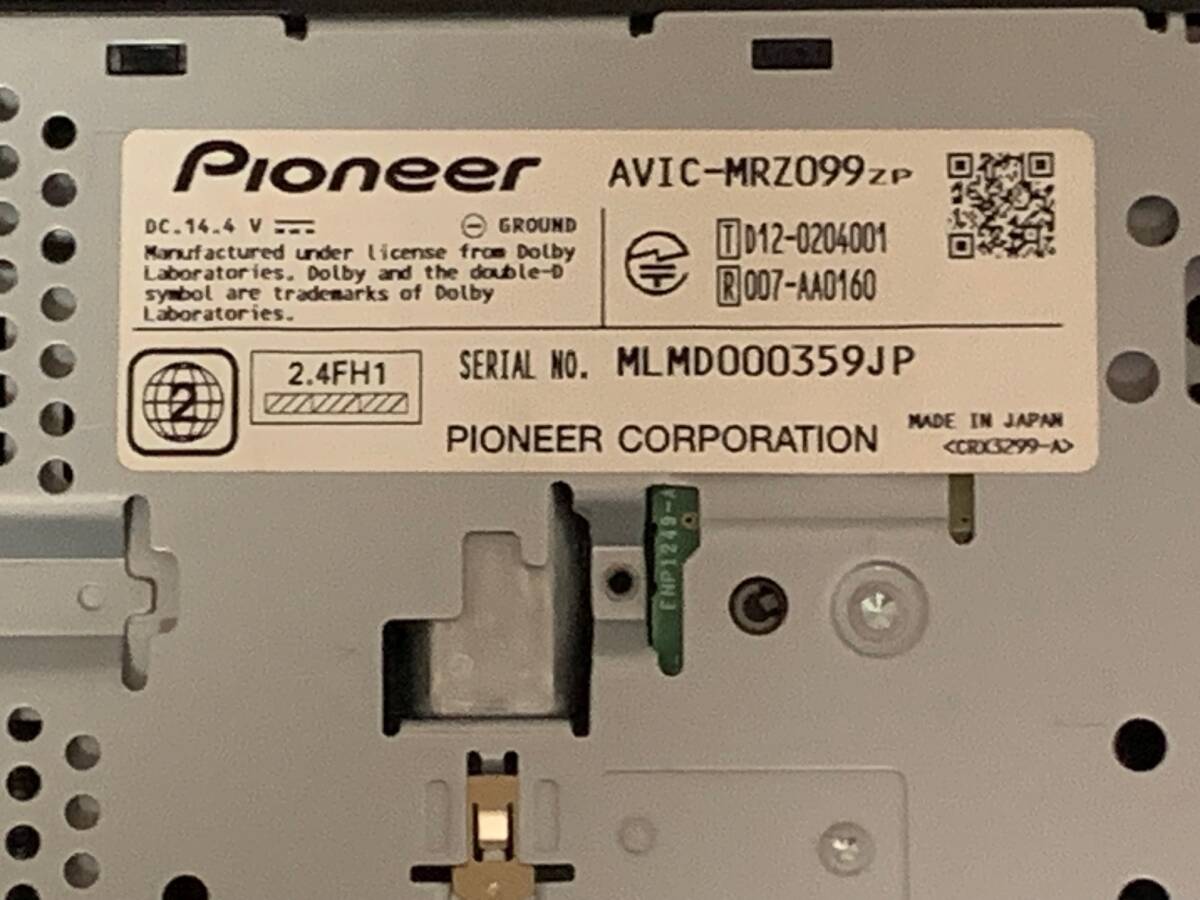 Pioneer
AVIC-MRZ099ZP
DC 14.4 V
GROUND
Manufactured under license from Dolby
Laboratories. Dolby and the double-D
symbol are trademarks of Dolby
Laboratories.
T D12-0204001
R 007-AA0160
2
2.4FH1
SERIAL NO. MLMD000359JP
PIONEER CORPORATION
MADE IN JAPAN
<CRX3299-A>
ENP1249-A